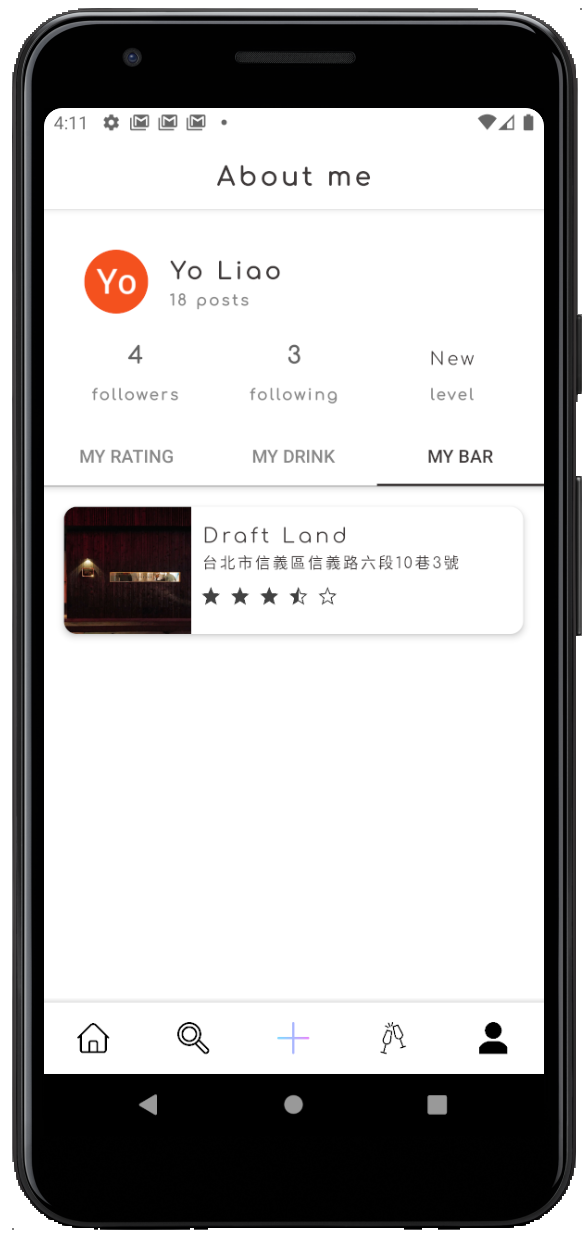 4:11
About me
Yo
Yo Liao
18 posts
4
3
New
followers
following
level
MY RATING
MY DRINK
MY BAR
Draft Land
台北市信義區信義路六段10巷3號